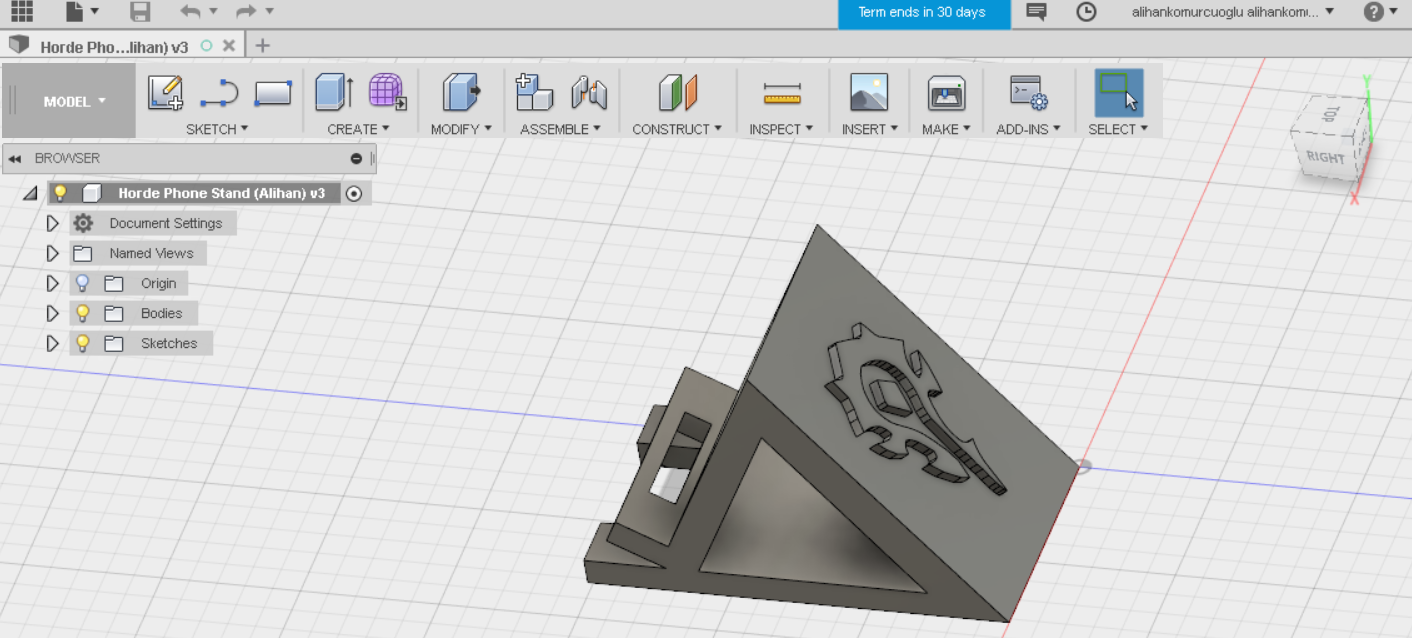 Term ends in 30 days
alihankomurcuoglu alihankomu...
Horde Pho...lihan) v3
MODEL
SKETCH
CREATE
MODIFY
ASSEMBLE
CONSTRUCT
INSPECT
INSERT
MAKE
ADD-INS
SELECT
BROWSER
Horde Phone Stand (Alihan) v3
Document Settings
Named Views
Origin
Bodies
Sketches
TOP
RIGHT
Y
X